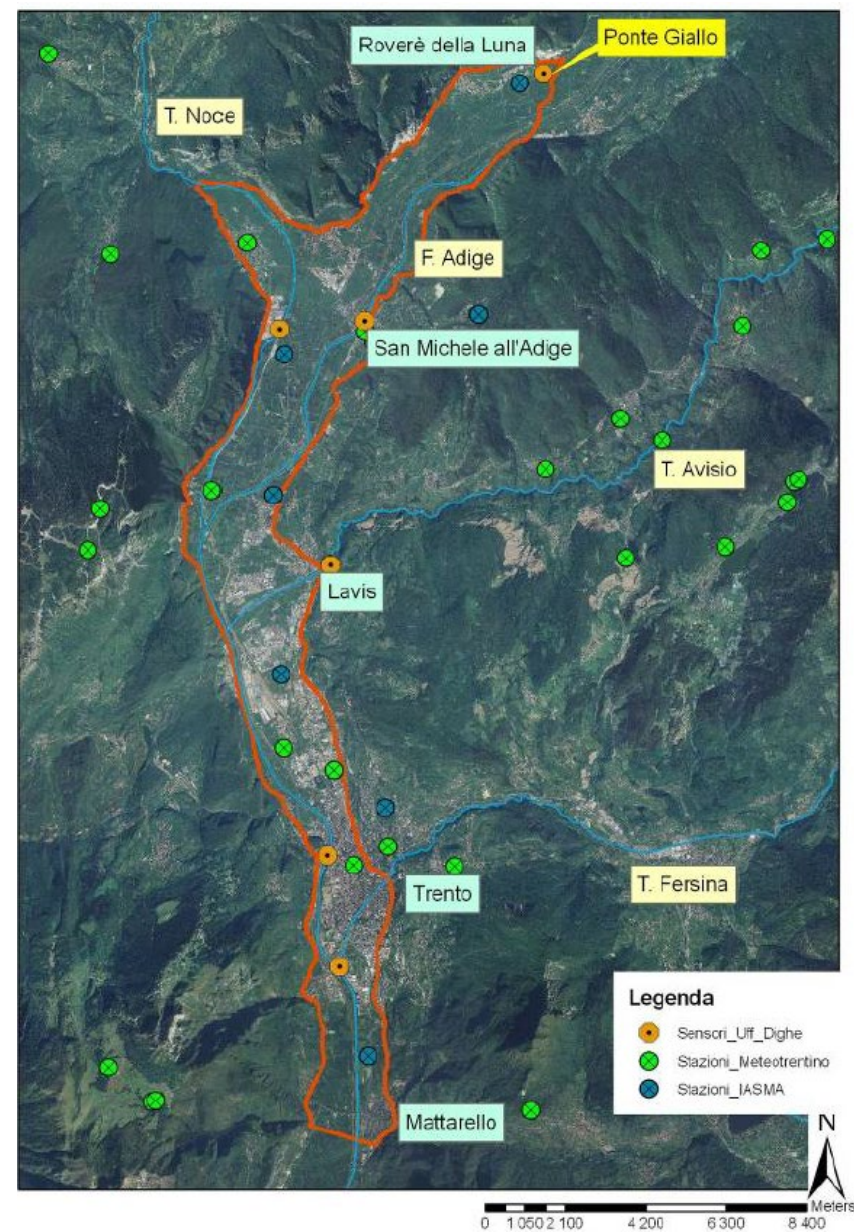 Roverè della Luna
Ponte Giallo
T. Noce
F. Adige
San Michele all'Adige
T. Avisio
Lavis
T. Fersina
Trento
Legenda
Sensori_Uff_Dighe
Stazioni_Meteotrentino
Stazioni_IASMA
Mattarello
N
Meters
0 1 050 2 100 4 200 6 300 8 400